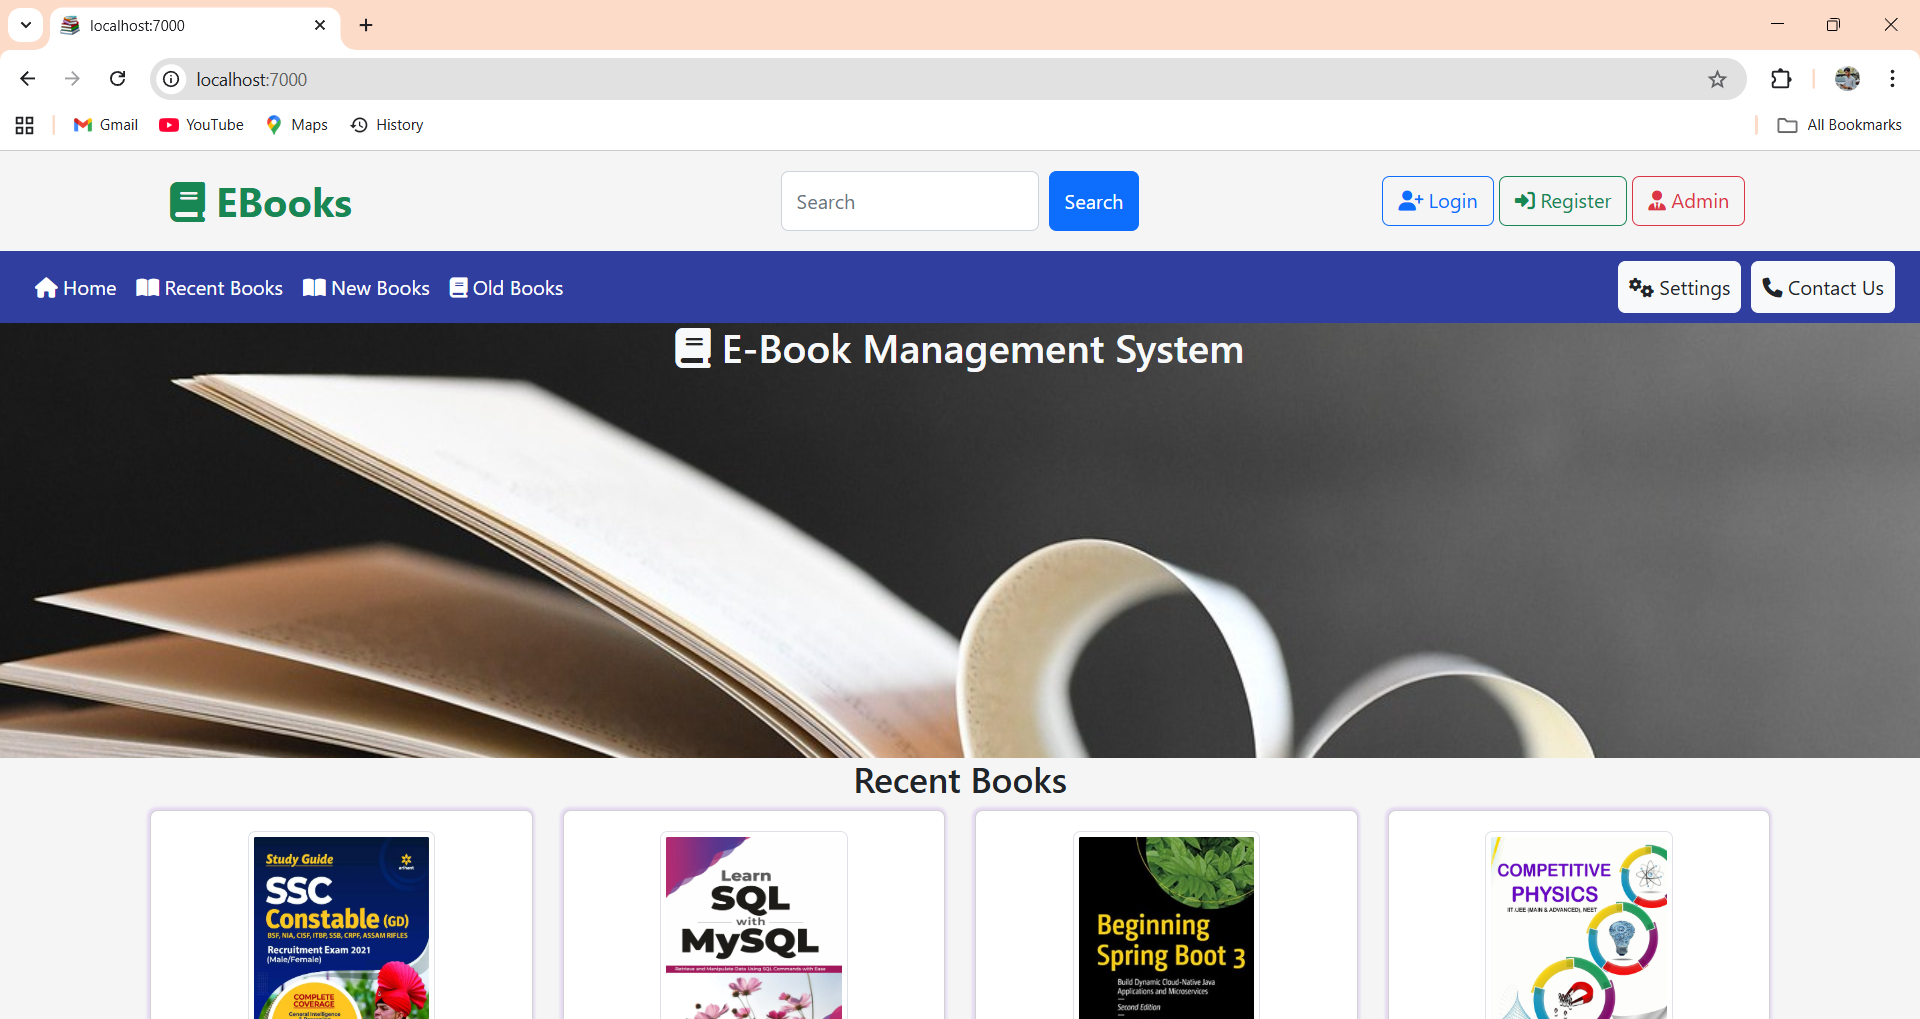 localhost:7000
localhost:7000
Gmail
YouTube
Maps
History
All Bookmarks
EBooks
Search
Search
Login
Register
Admin
Home
Recent Books
New Books
Old Books
Settings
Contact Us
E-Book Management System
Recent Books
Study Guide
arihant
SSC
Constable (GD)
BSF, NIA, CISF, ITBP, SSB, CRPF, ASSAM RIFLES
Recruitment Exam 2021
(Male/Female)
COMPLETE
COVERAGE
General Intelligence
Learn
SQL
with
MySQL
Retrieve and Manipulate Data Using SQL Commands with Ease
Beginning
Spring Boot 3
Build Dynamic Cloud-Native Java
Applications and Microservices
Second Edition
COMPETITIVE
PHYSICS
IIT JEE (MAIN & ADVANCED), NEET